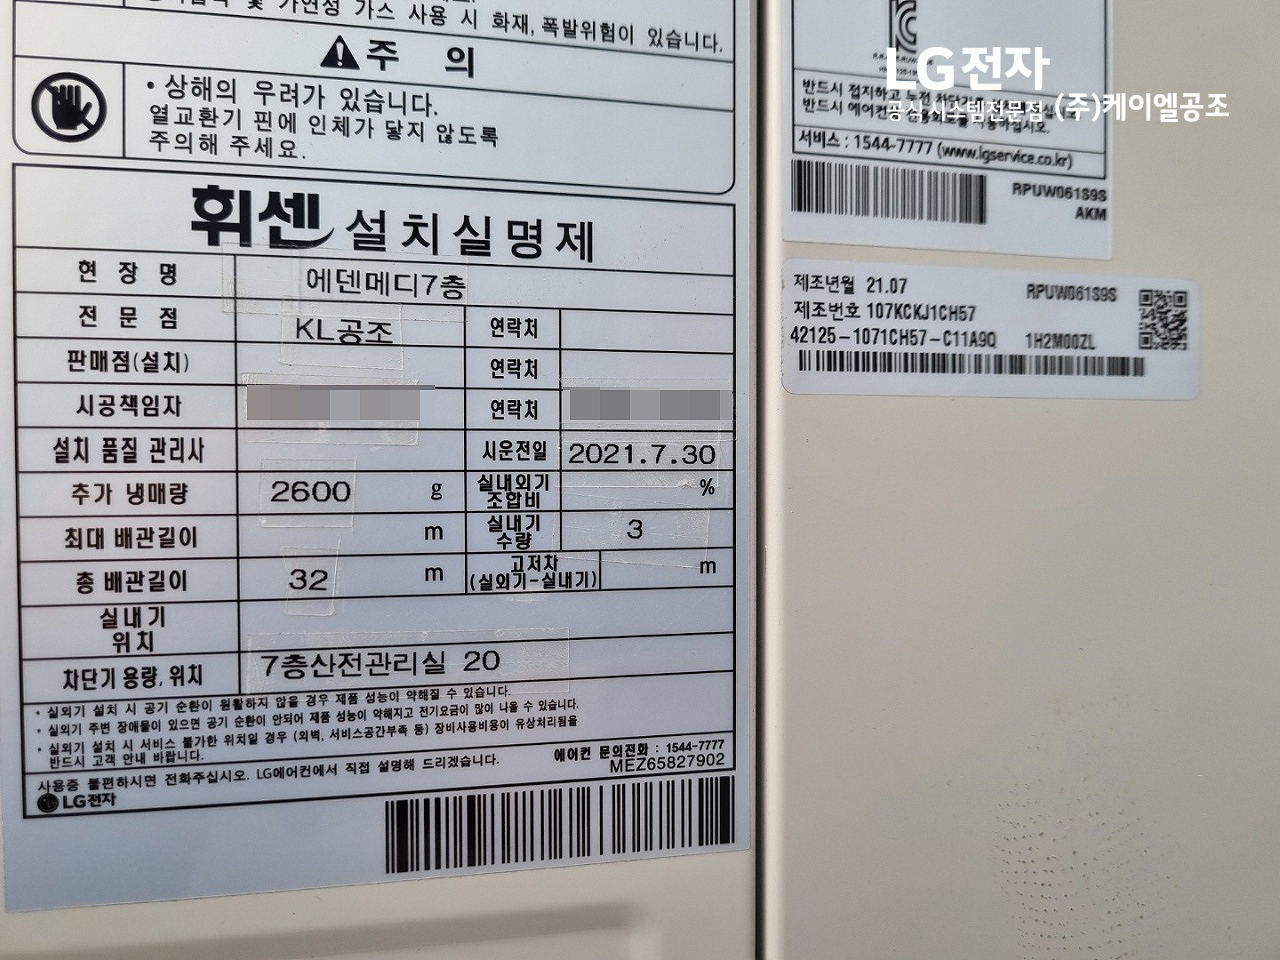 가연성 가스 사용 시 화재, 폭발위험이 있습니다.
주 의
• 상해의 우려가 있습니다.
열교환기 핀에 인체가 닿지 않도록
주의해 주세요.
휘센 설치실명제
현 장 명 에덴메디7층
전 문 점 KL공조 연락처
판매점(설치) 연락처
시공책임자 연락처
설치 품질 관리사 시운전일 2021.7.30
추가 냉매량 2600 g 실내외기 조합비 %
최대 배관길이 m 실내기 수량 3
총 배관길이 32 m 고저차 (실외기-실내기) m
실내기 위치
차단기 용량, 위치 7층산전관리실 20
• 실외기 설치 시 공기 순환이 원활하지 않을 경우 제품 성능이 약해질 수 있습니다.
• 실외기 주변 장애물이 있으면 공기 순환이 안되어 제품 성능이 약해지고 전기요금이 많이 나올 수 있습니다.
• 실외기 설치 시 서비스 불가한 위치일 경우 (외벽, 서비스공간부족 등) 장비사용비용이 유상처리됨을
반드시 고객 안내 바랍니다.
에어컨 문의전화 : 1544-7777
사용중 불편하시면 전화주십시오. LG에어컨에서 직접 설명해 드리겠습니다.
MEZ65827902
LG전자
LG전자
공식 시스템전문점 (주)케이엘공조
반드시 접지하고 누전 차단기를
반드시 에어컨
서비스 : 1544-7777 (www.lgservice.co.kr)
RPUW061S9S
AKM
제조년월 21.07 RPUW061S9S
제조번호 107KCKJ1CH57
42125-1071CH57-C11A9Q 1H2M00ZL